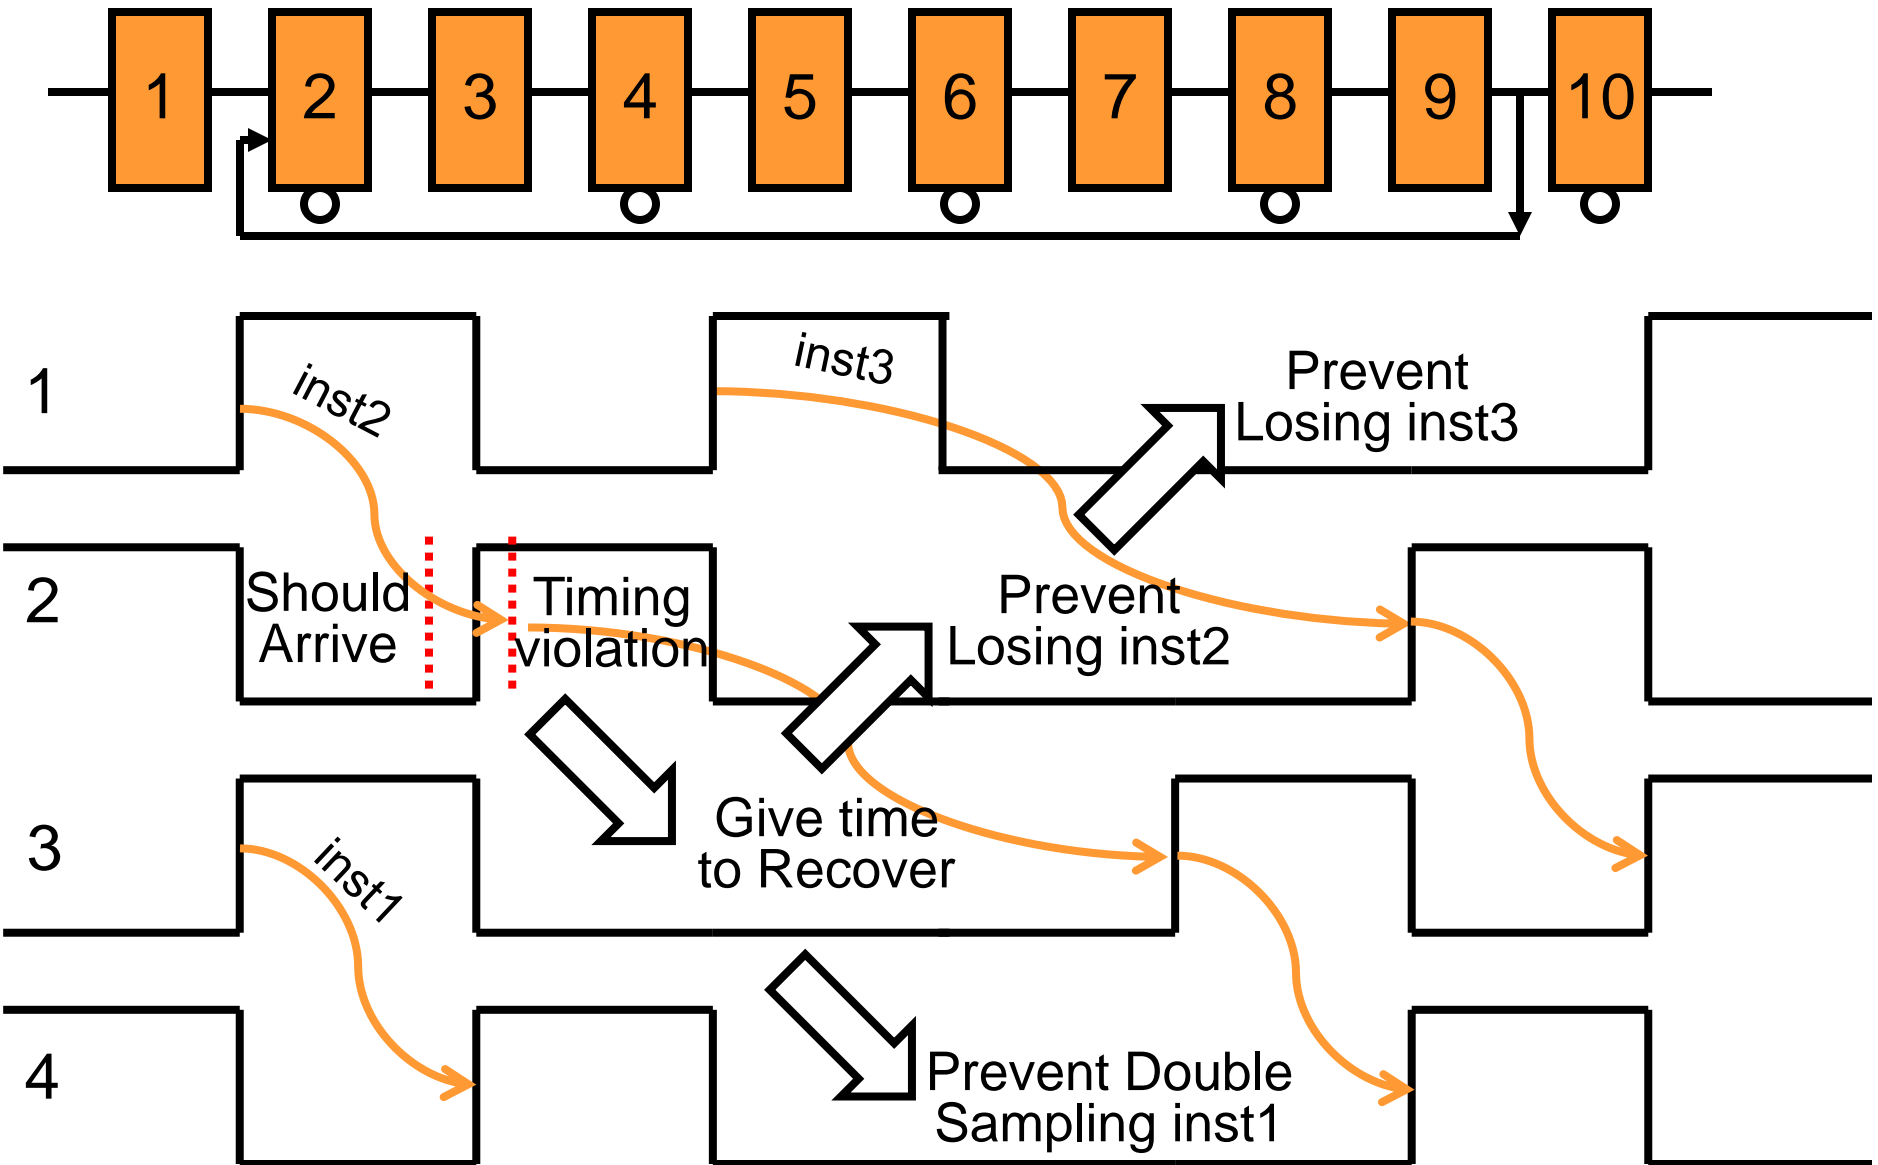 1 2 3 4 5 6 7 8 9 10
1
inst2
inst3
Prevent
Losing inst3
2
Should
Arrive
Timing
violation
Prevent
Losing inst2
3
inst1
Give time
to Recover
4
Prevent Double
Sampling inst1